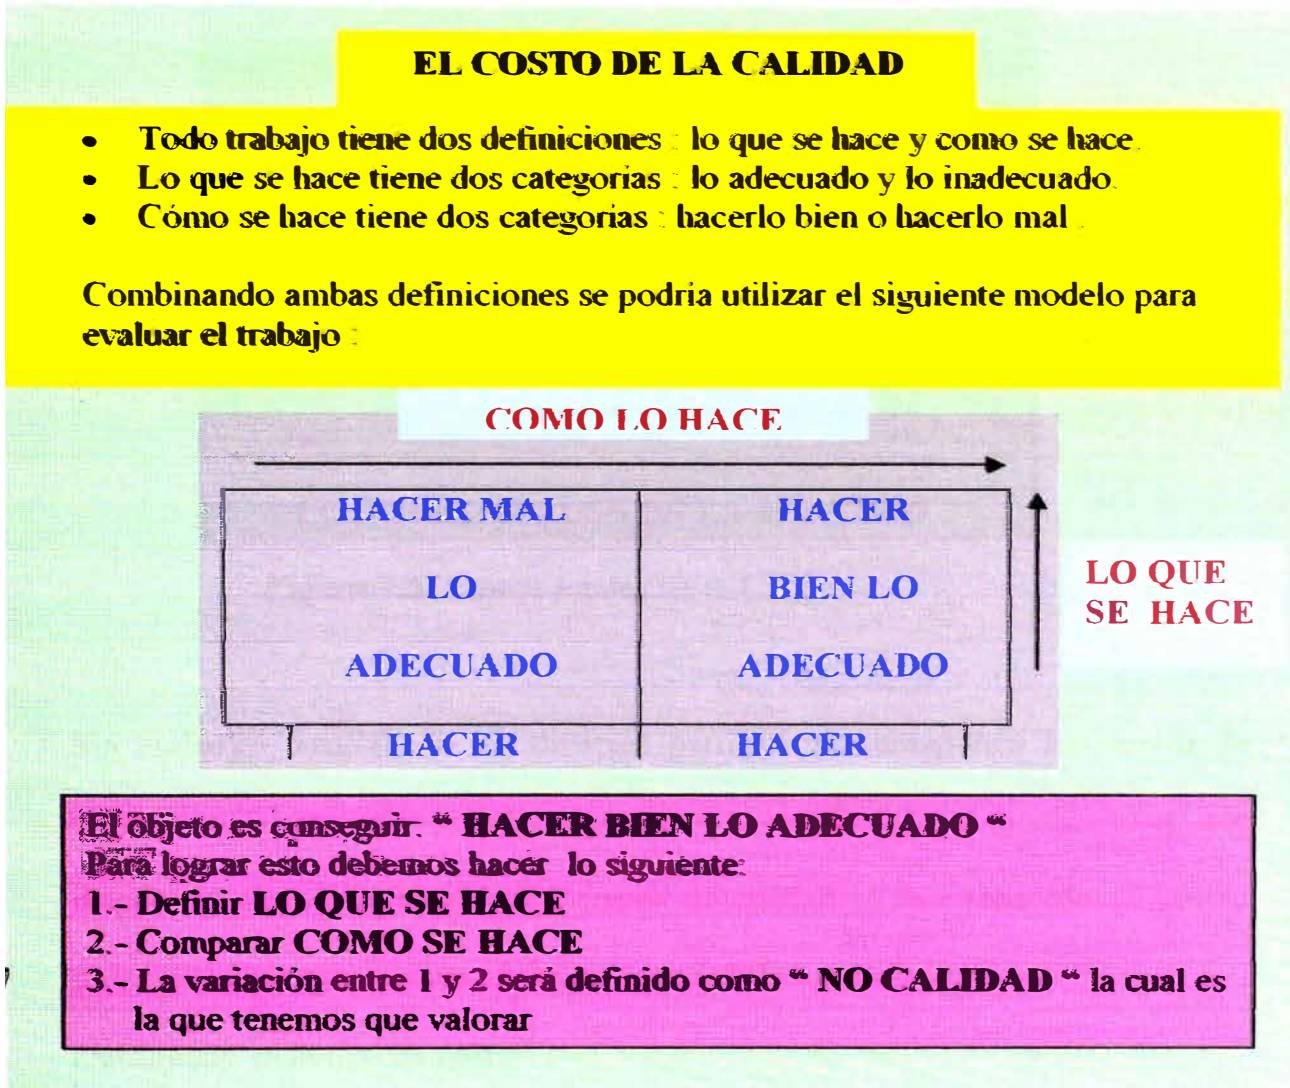 EL COSTO DE LA CALIDAD
• Todo trabajo tiene dos definiciones : lo que se hace y como se hace.
• Lo que se hace tiene dos categorías : lo adecuado y lo inadecuado.
• Cómo se hace tiene dos categorías : hacerlo bien o hacerlo mal .
Combinando ambas definiciones se podría utilizar el siguiente modelo para
evaluar el trabajo :
COMO LO HACE
HACER MAL HACER
LO BIEN LO
ADECUADO ADECUADO
HACER HACER
LO QUE
SE HACE
El objeto es conseguir: “ HACER BIEN LO ADECUADO “
Para lograr esto debemos hacer lo siguiente:
1.- Definir LO QUE SE HACE
2.- Comparar COMO SE HACE
3.- La variación entre 1 y 2 será definido como “ NO CALIDAD “ la cual es
la que tenemos que valorar